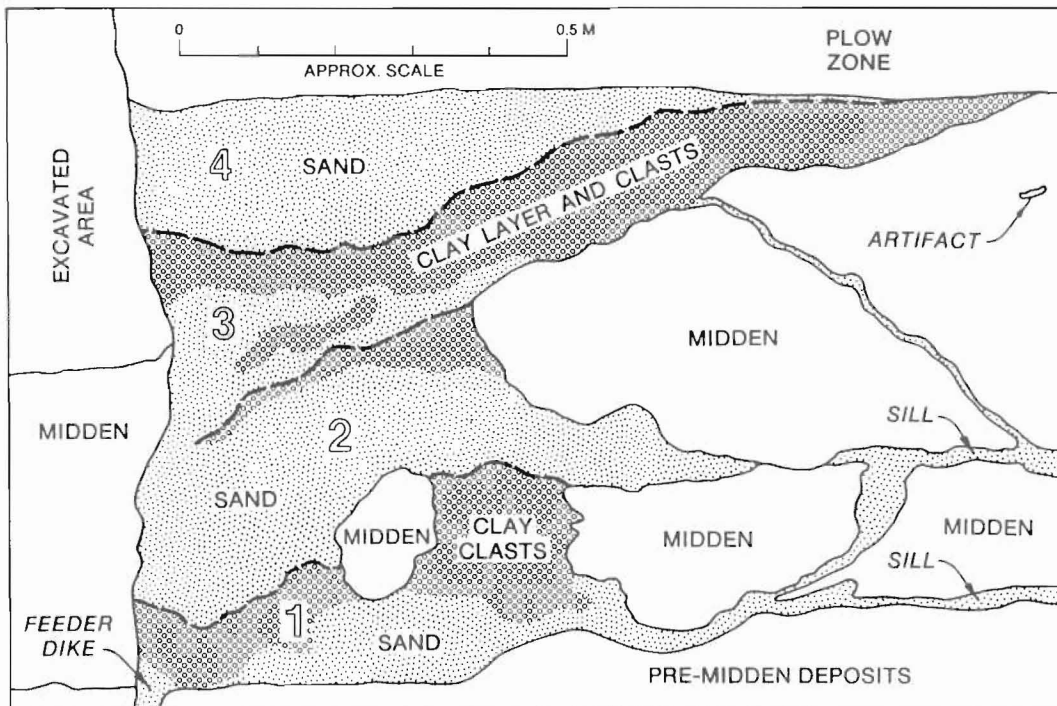 0 0.5 M
APPROX. SCALE
PLOW
ZONE
EXCAVATED
AREA
4
SAND
CLAY LAYER AND CLASTS
ARTIFACT
3
MIDDEN
MIDDEN
2
SILL
SAND
MIDDEN
CLAY
CLASTS
MIDDEN
MIDDEN
SILL
1
FEEDER
DIKE
SAND
PRE-MIDDEN DEPOSITS